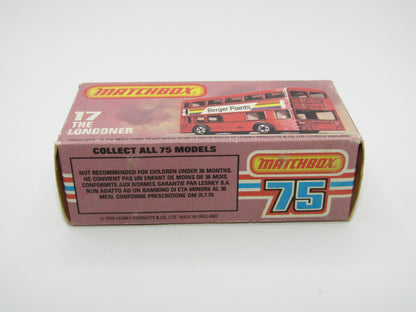 MATCHBOX
17
THE
LONDONER
Berger Paints
COLLECT ALL 75 MODELS
NOT RECOMMENDED FOR CHILDREN UNDER 36 MONTHS.
NE CONVIENT PAS UN ENFANT DE MOINS DE 36 MOIS.
CONFORMITE AUX NORMES GARANTIE PAR LESNEY S.A.
NON ADATTO AD UN BAMBINO DI ETA MINORE AL 36
MESI, CONFORME PRESCRIZIONE DM 31.7.79.
LESNEY PRODUCTS & CO. LTD. MADE IN ENGLAND
MATCHBOX
75